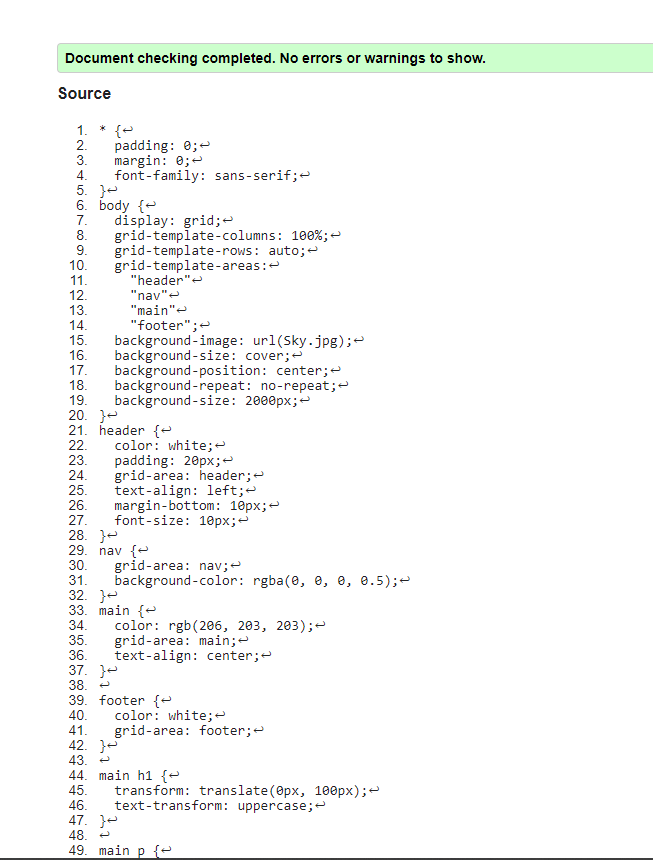 Document checking completed. No errors or warnings to show.
Source
1. * {↩
2.   padding: 0;↩
3.   margin: 0;↩
4.   font-family: sans-serif;↩
5. }↩
6. body {↩
7.   display: grid;↩
8.   grid-template-columns: 100%;↩
9.   grid-template-rows: auto;↩
10.   grid-template-areas:↩
11.     "header"↩
12.     "nav"↩
13.     "main"↩
14.     "footer";↩
15.   background-image: url(Sky.jpg);↩
16.   background-size: cover;↩
17.   background-position: center;↩
18.   background-repeat: no-repeat;↩
19.   background-size: 2000px;↩
20. }↩
21. header {↩
22.   color: white;↩
23.   padding: 20px;↩
24.   grid-area: header;↩
25.   text-align: left;↩
26.   margin-bottom: 10px;↩
27.   font-size: 10px;↩
28. }↩
29. nav {↩
30.   grid-area: nav;↩
31.   background-color: rgba(0, 0, 0, 0.5);↩
32. }↩
33. main {↩
34.   color: rgb(206, 203, 203);↩
35.   grid-area: main;↩
36.   text-align: center;↩
37. }↩
38. ↩
39. footer {↩
40.   color: white;↩
41.   grid-area: footer;↩
42. }↩
43. ↩
44. main h1 {↩
45.   transform: translate(0px, 100px);↩
46.   text-transform: uppercase;↩
47. }↩
48. ↩
49. main p {↩